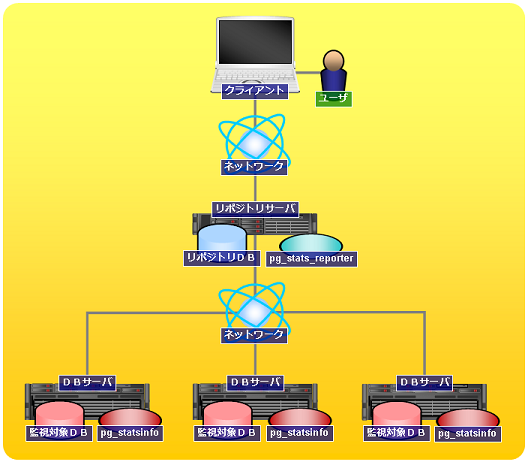 クライアント
ユーザ
ネットワーク
リポジトリサーバ
リポジトリＤＢ
pg_stats_reporter
ネットワーク
ＤＢサーバ
ＤＢサーバ
ＤＢサーバ
監視対象ＤＢ
pg_statsinfo
監視対象ＤＢ
pg_statsinfo
監視対象ＤＢ
pg_statsinfo